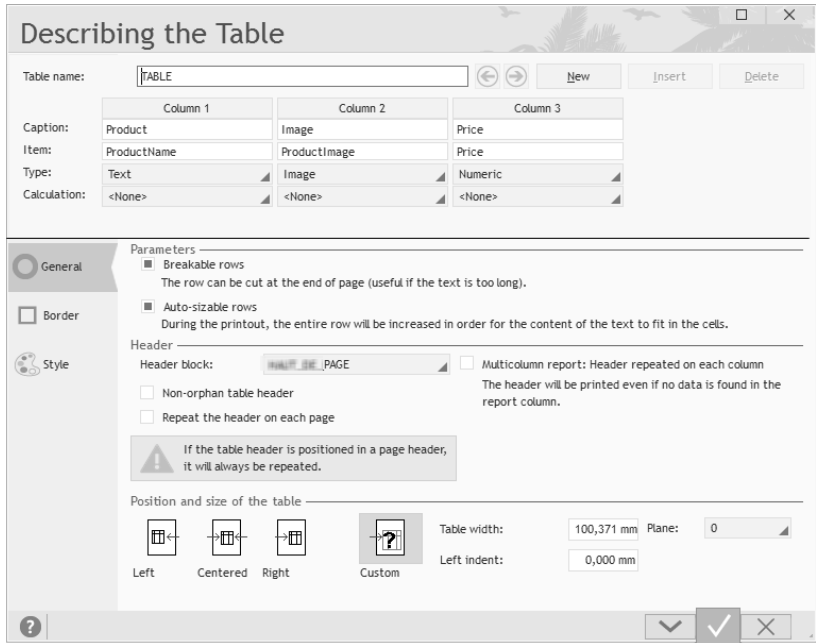 Describing the Table
Table name: TABLE New Insert Delete
Column 1 Column 2 Column 3
Caption: Product Image Price
Item: ProductName ProductImage Price
Type: Text Image Numeric
Calculation: <None> <None> <None>
General
Border
Style
Parameters
Breakable rows
The row can be cut at the end of page (useful if the text is too long).
Auto-sizable rows
During the printout, the entire row will be increased in order for the content of the text to fit in the cells.
Header
Header block: PAGE
Non-orphan table header
Repeat the header on each page
Multicolumn report: Header repeated on each column
The header will be printed even if no data is found in the
report column.
If the table header is positioned in a page header,
it will always be repeated.
Position and size of the table
Left Centered Right Custom
Table width: 100,371 mm Plane: 0
Left indent: 0,000 mm